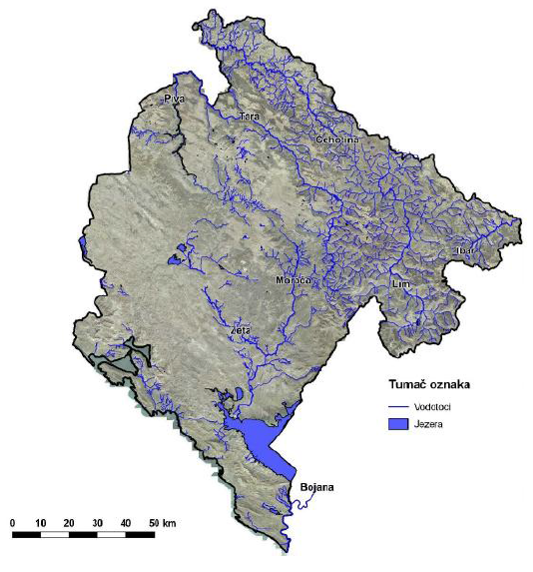 Piva
Tara
Ćehotina
Ibar
Morača
Lim
Zeta
Tumač oznaka
Vodotoci
Jezera
Bojana
0 10 20 30 40 50 km